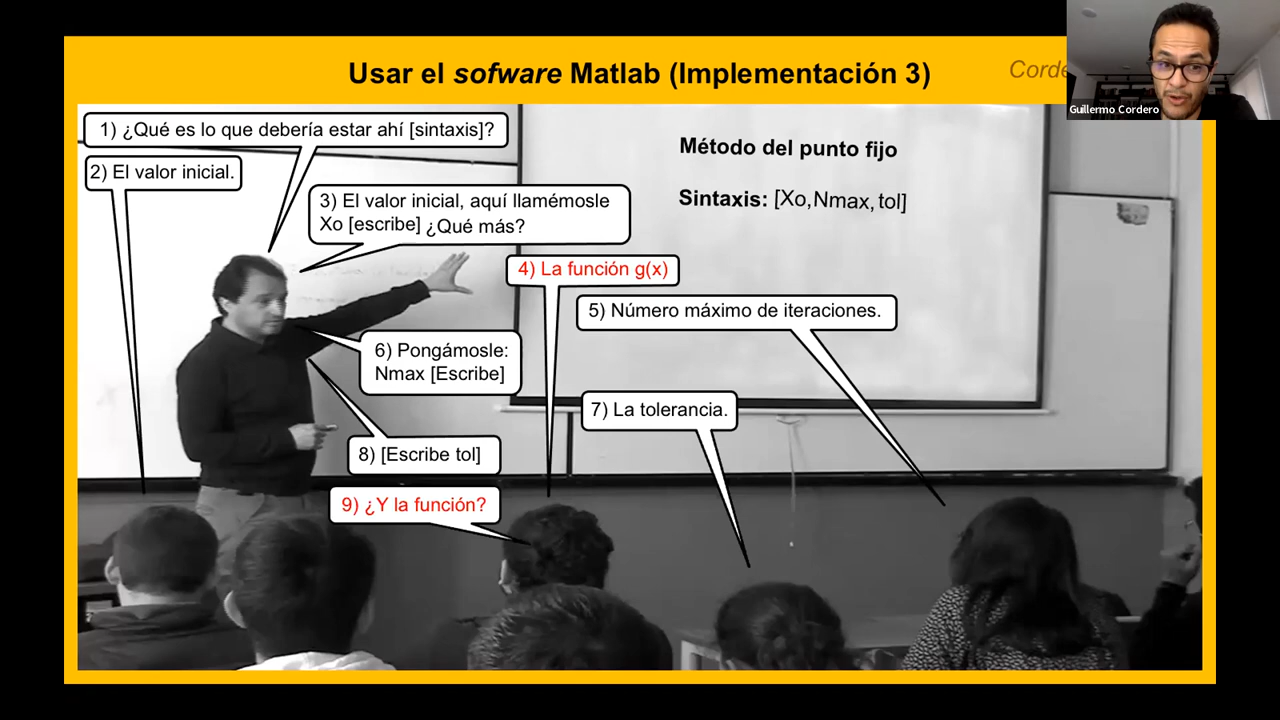 Usar el sofware Matlab (Implementación 3)
Corde
Guillermo Cordero
1) ¿Qué es lo que debería estar ahí [sintaxis]?
2) El valor inicial.
3) El valor inicial, aquí llamémosle
Xo [escribe] ¿Qué más?
Método del punto fijo
Sintaxis: [Xo,Nmax, tol]
4) La función g(x)
5) Número máximo de iteraciones.
6) Pongámosle:
Nmax [Escribe]
7) La tolerancia.
8) [Escribe tol]
9) ¿Y la función?